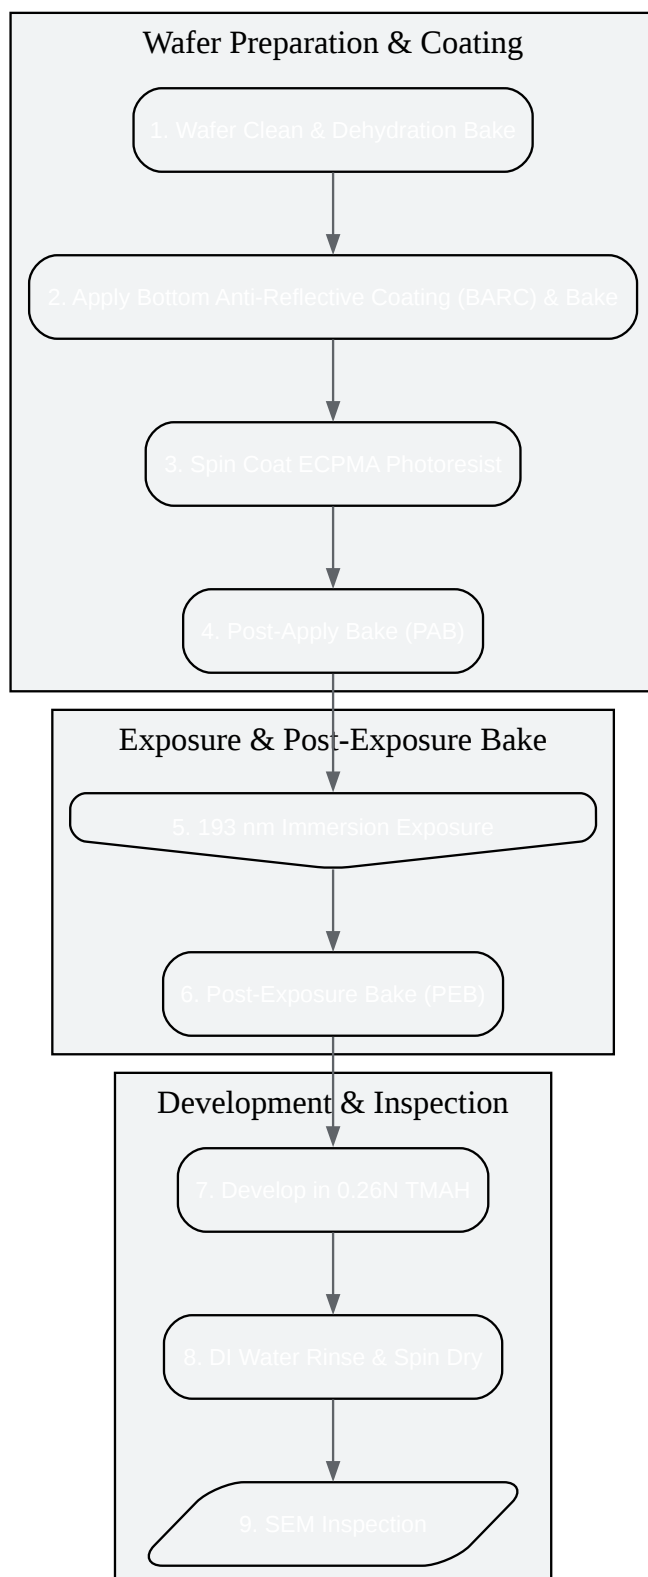 Wafer Preparation & Coating
1. Wafer Clean & Dehydration Bake
2. Apply Bottom Anti-Reflective Coating (BARC) & Bake
3. Spin Coat ECPMA Photoresist
4. Post-Apply Bake (PAB)
Exposure & Post-Exposure Bake
5. 193 nm Immersion Exposure
6. Post-Exposure Bake (PEB)
Development & Inspection
7. Develop in 0.26N TMAH
8. DI Water Rinse & Spin Dry
9. SEM Inspection